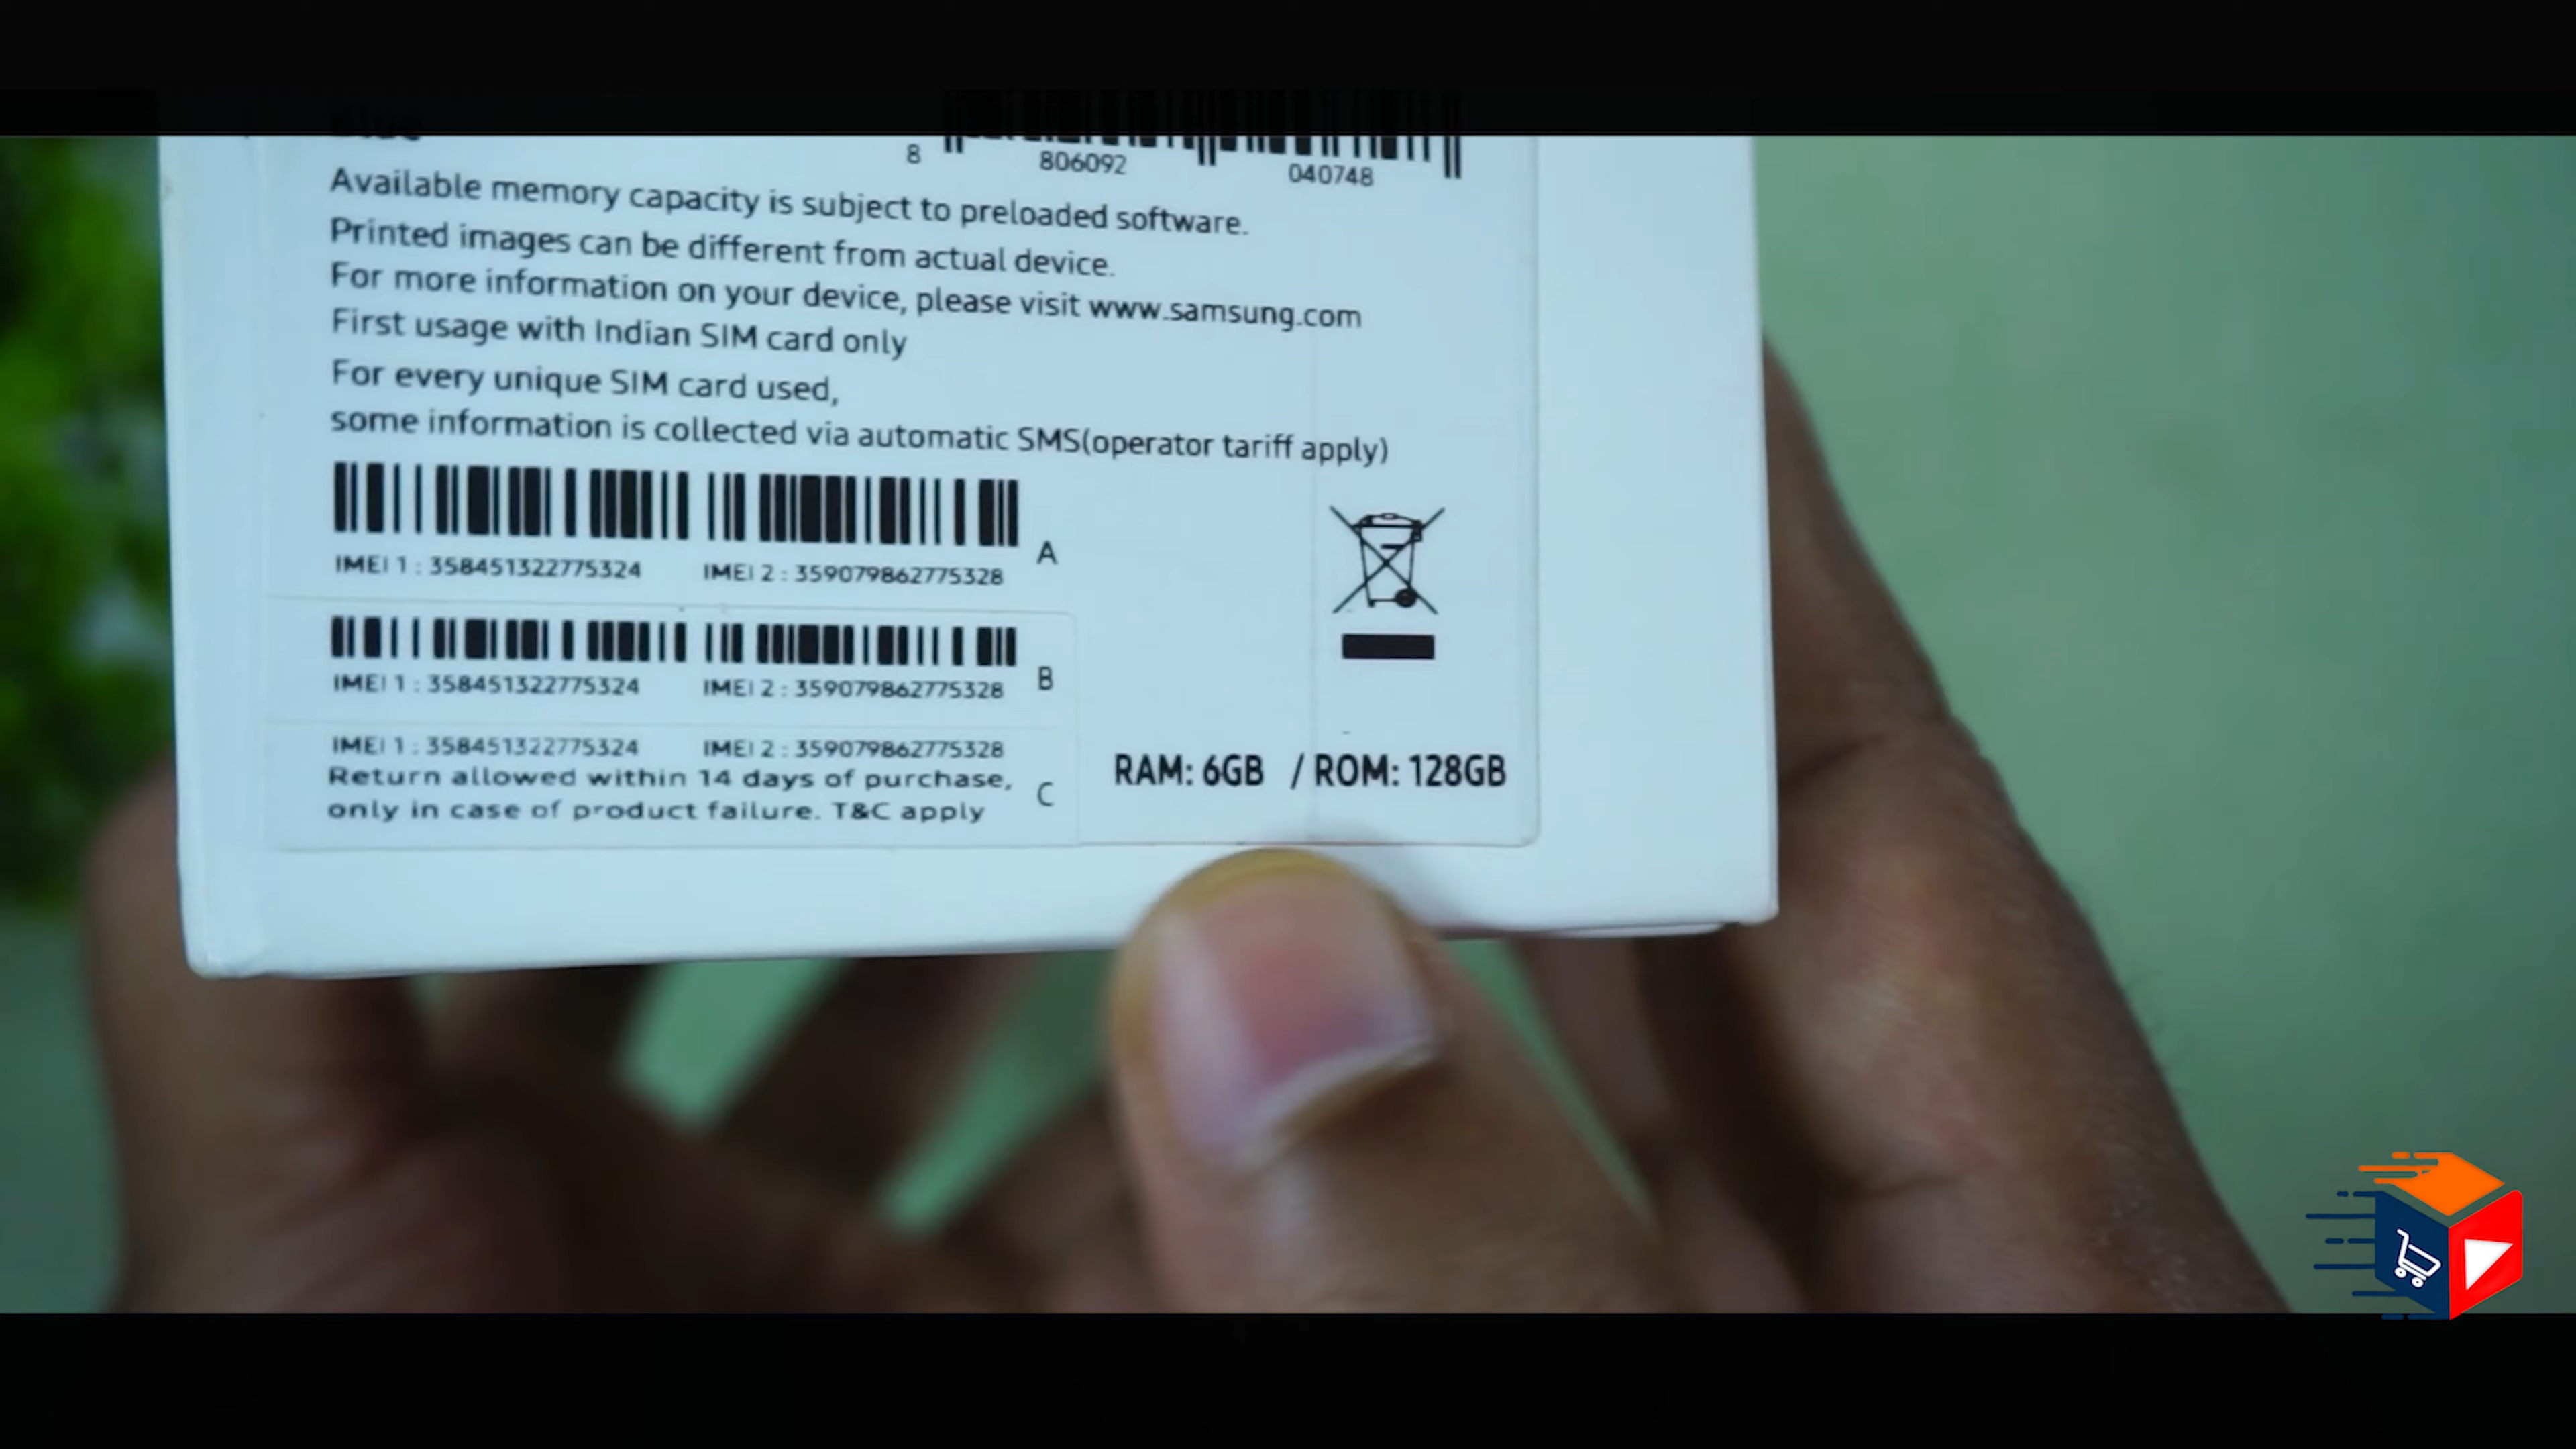 Blue
8 806092 040748
Available memory capacity is subject to preloaded software.
Printed images can be different from actual device.
For more information on your device, please visit www.samsung.com
First usage with Indian SIM card only
For every unique SIM card used,
some information is collected via automatic SMS(operator tariff apply)
A
IMEI 1 : 358451322775324 IMEI 2 : 359079862775328
IMEI 1 : 358451322775324 IMEI 2 : 359079862775328 B
IMEI 1 : 358451322775324 IMEI 2 : 359079862775328
Return allowed within 14 days of purchase,
only in case of product failure. T&C apply
C
RAM: 6GB / ROM: 128GB